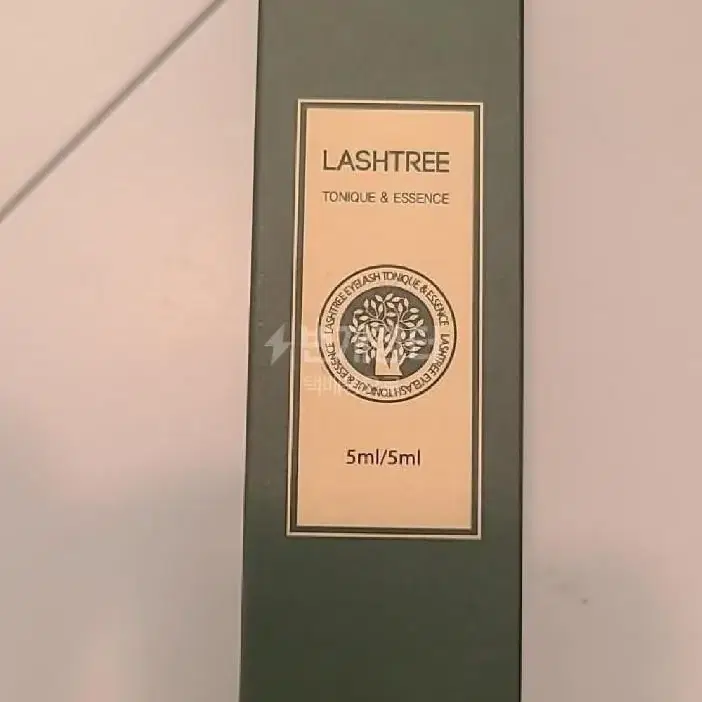 LASHTREE
TONIQUE & ESSENCE
LASHTREE EYELASH TONIQUE & ESSENCE
LASHTREE EYELASH TONIQUE & ESSENCE
5ml/5ml